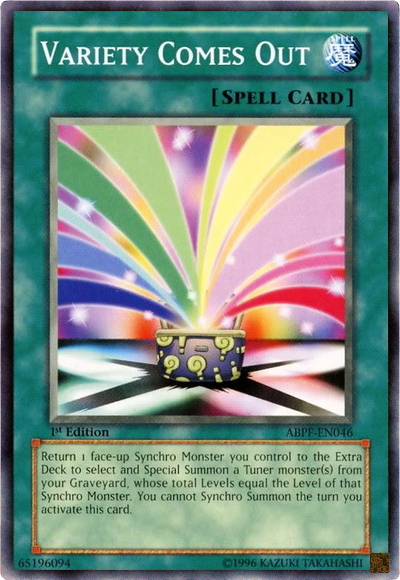 VARIETY COMES OUT 魔
[SPELL CARD]
1st Edition ABPF-EN046
Return 1 face-up Synchro Monster you control to the Extra
Deck to select and Special Summon a Tuner monster(s) from
your Graveyard, whose total Levels equal the Level of that
Synchro Monster. You cannot Synchro Summon the turn you
activate this card.
65196094 ©1996 KAZUKI TAKAHASHI